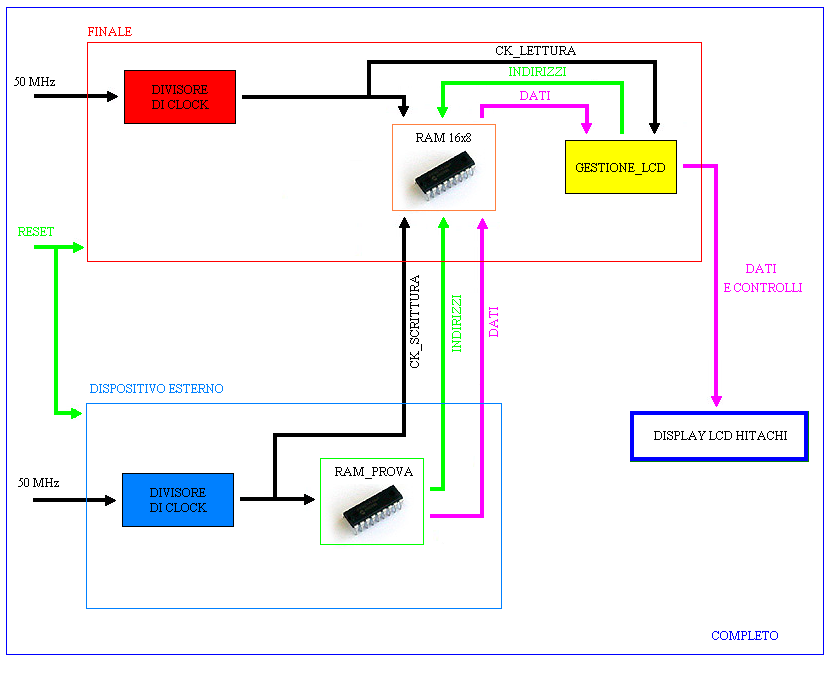 FINALE
CK_LETTURA
INDIRIZZI
50 MHz
DIVISORE
DI CLOCK
DATI
RAM 16x8
GESTIONE_LCD
RESET
DATI
E CONTROLLI
CK_SCRITTURA
INDIRIZZI
DATI
DISPOSITIVO ESTERNO
DISPLAY LCD HITACHI
50 MHz
DIVISORE
DI CLOCK
RAM_PROVA
COMPLETO